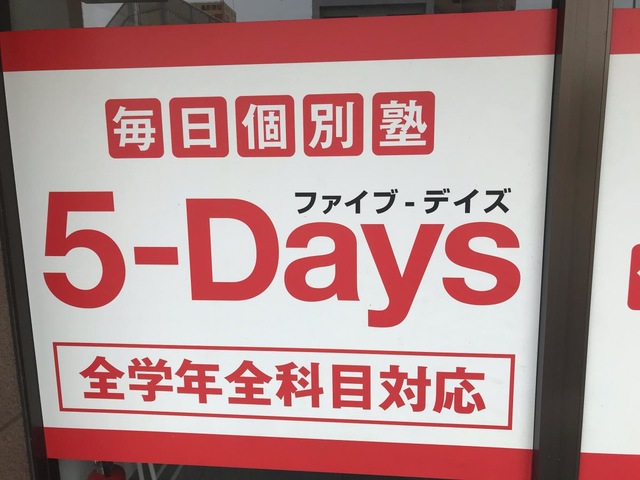 毎日個別塾
ファイブ-デイズ
5-Days
全学年全科目対応